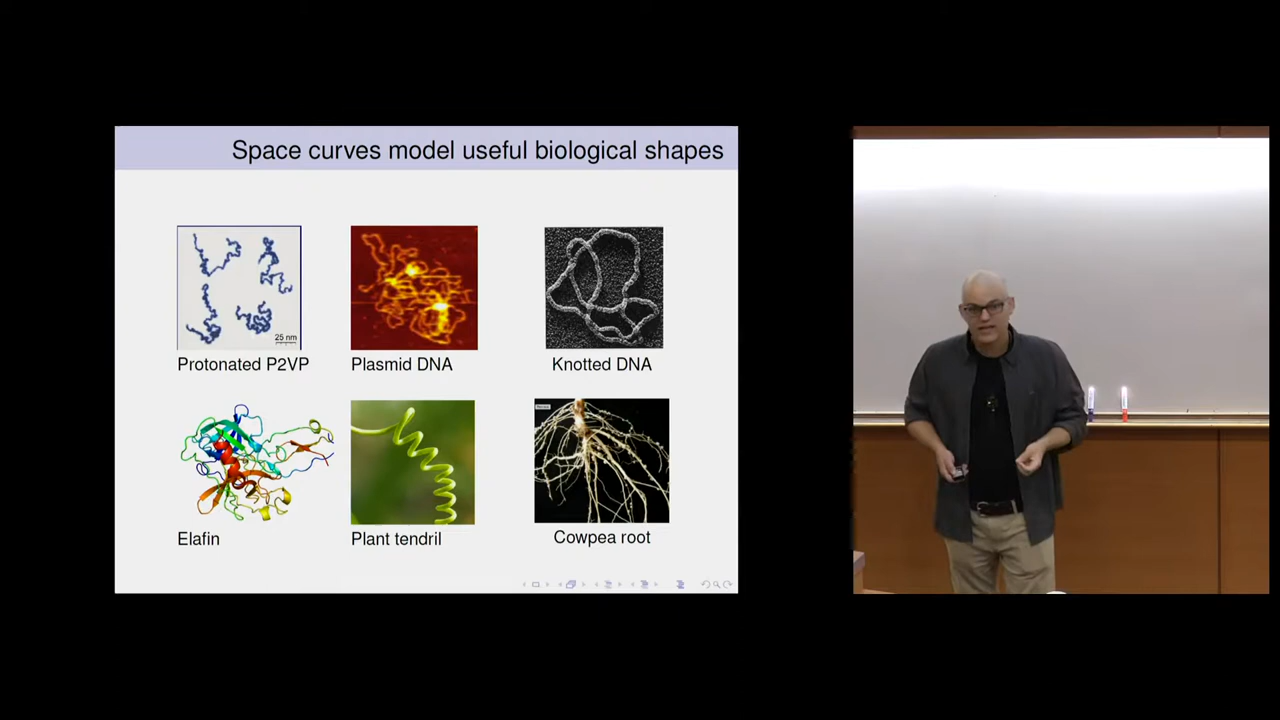 Space curves model useful biological shapes
25 nm
Protonated P2VP
Plasmid DNA
Knotted DNA
Elafin
Plant tendril
Cowpea root